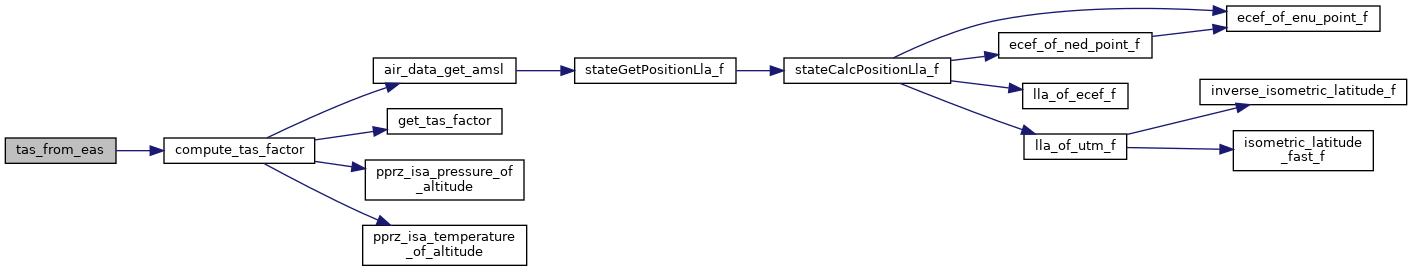 tas_from_eas
compute_tas_factor
air_data_get_amsl
get_tas_factor
pprz_isa_pressure_of
_altitude
pprz_isa_temperature
_of_altitude
stateGetPositionLla_f
stateCalcPositionLla_f
ecef_of_enu_point_f
ecef_of_ned_point_f
lla_of_ecef_f
lla_of_utm_f
inverse_isometric_latitude_f
isometric_latitude
_fast_f